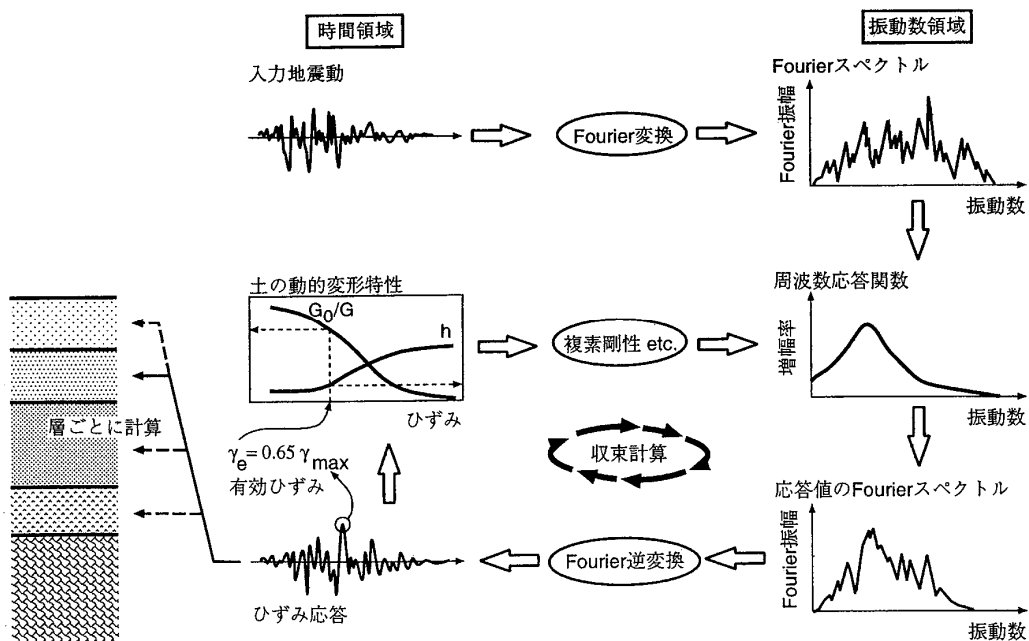 時間領域
振動数領域
入力地震動
Fourier変換
Fourierスペクトル
Fourier振幅
振動数
土の動的変形特性
G0/G
h
ひずみ
複素剛性 etc.
周波数応答関数
増幅率
振動数
層ごとに計算
γe=0.65 γmax
有効ひずみ
収束計算
応答値のFourierスペクトル
Fourier振幅
振動数
Fourier逆変換
ひずみ応答